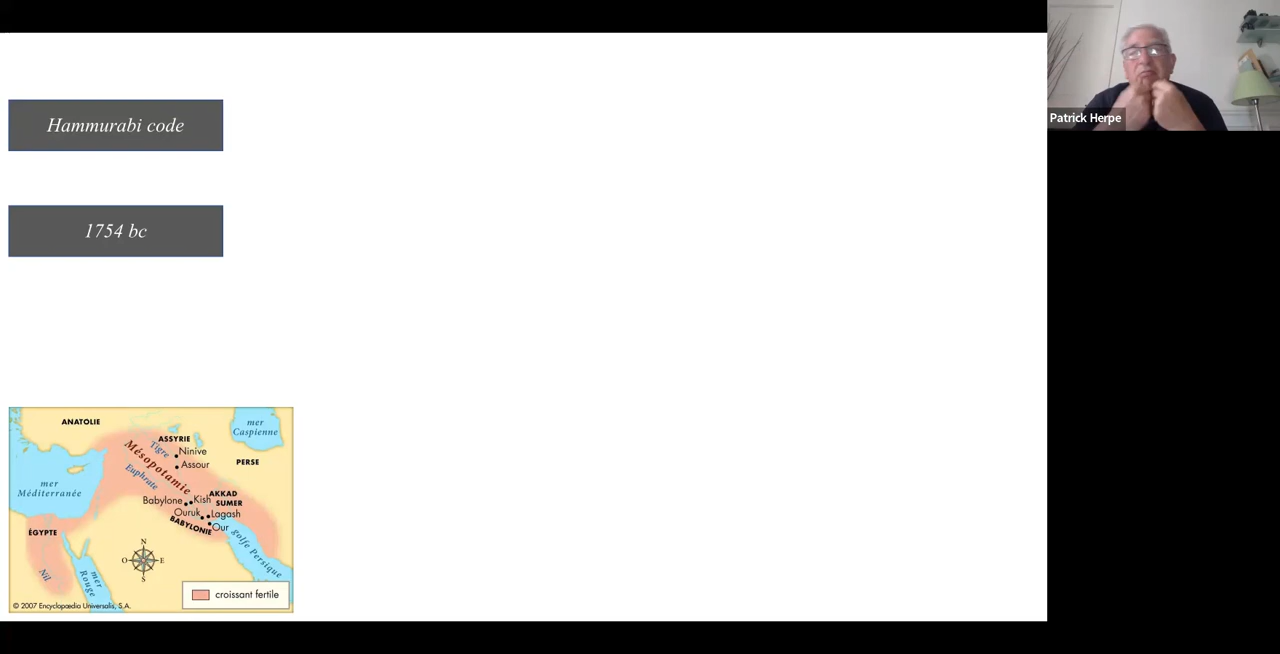 Hammurabi code
1754 bc
Patrick Herpe
ANATOLIE
mer
Caspienne
ASSYRIE
Tigre
Ninive
Mésopotamie
Assour
PERSE
Euphrate
mer
Méditerranée
AKKAD
Babylone
Kish
SUMER
Ouruk
Lagash
BABYLONIE
Our
ÉGYPTE
golfe Persique
N
O
E
S
Nil
mer
Rouge
croissant fertile
© 2007 Encyclopædia Universalis, S.A.